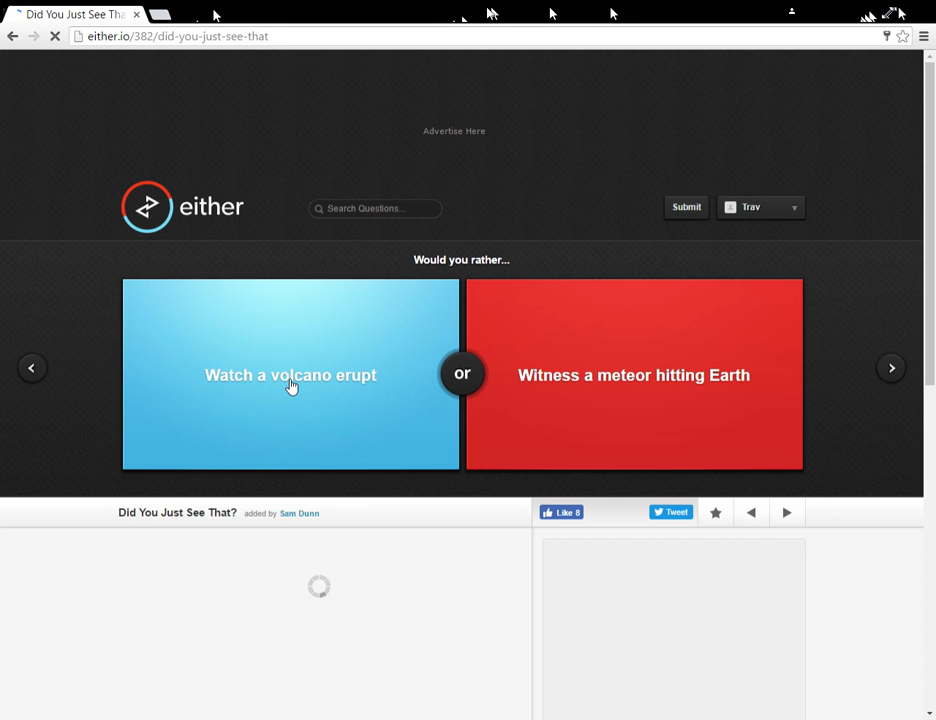 Did You Just See Tha
either.io/382/did-you-just-see-that
Advertise Here
either
Search Questions...
Submit
Trav
Would you rather...
Watch a volcano erupt
or
Witness a meteor hitting Earth
Did You Just See That? added by Sam Dunn
Like 8
Tweet